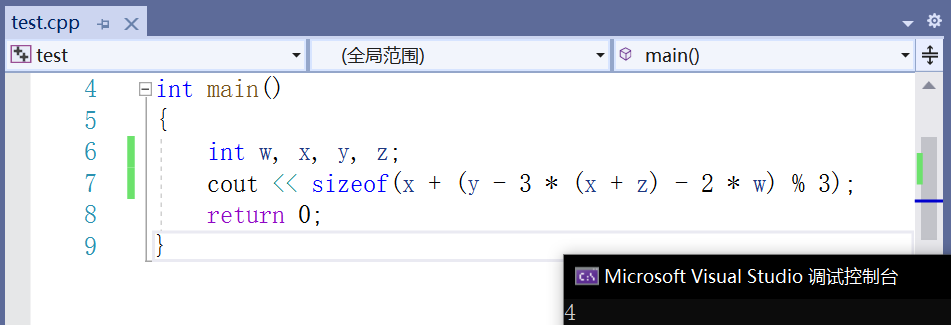 test.cpp
test (全局范围) main()
4 int main()
5 {
6 int w, x, y, z;
7 cout << sizeof(x + (y - 3 * (x + z) - 2 * w) % 3);
8 return 0;
9 }
Microsoft Visual Studio 调试控制台
4